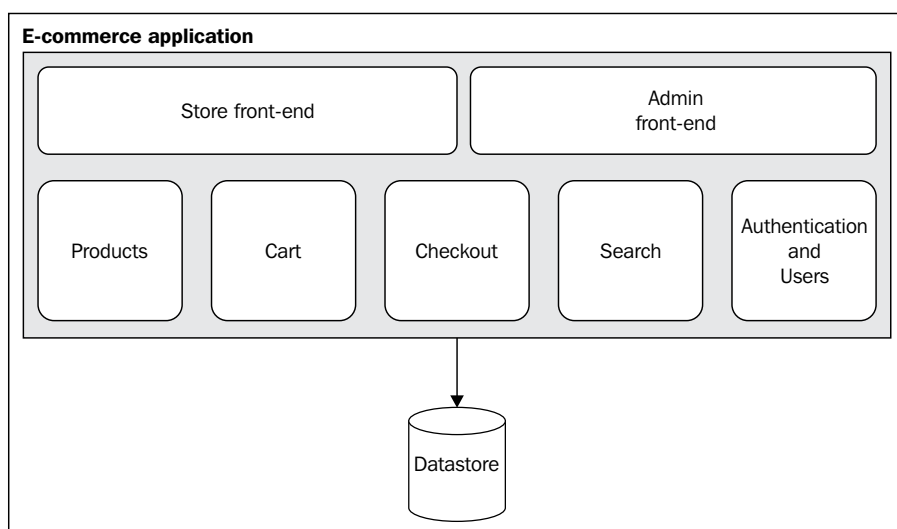 E-commerce application
Store front-end
Admin
front-end
Products
Cart
Checkout
Search
Authentication
and
Users
Datastore